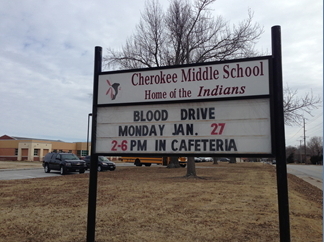 Cherokee Middle School
Home of the Indians
BLOOD DRIVE
MONDAY JAN. 27
2-6 PM IN CAFETERIA